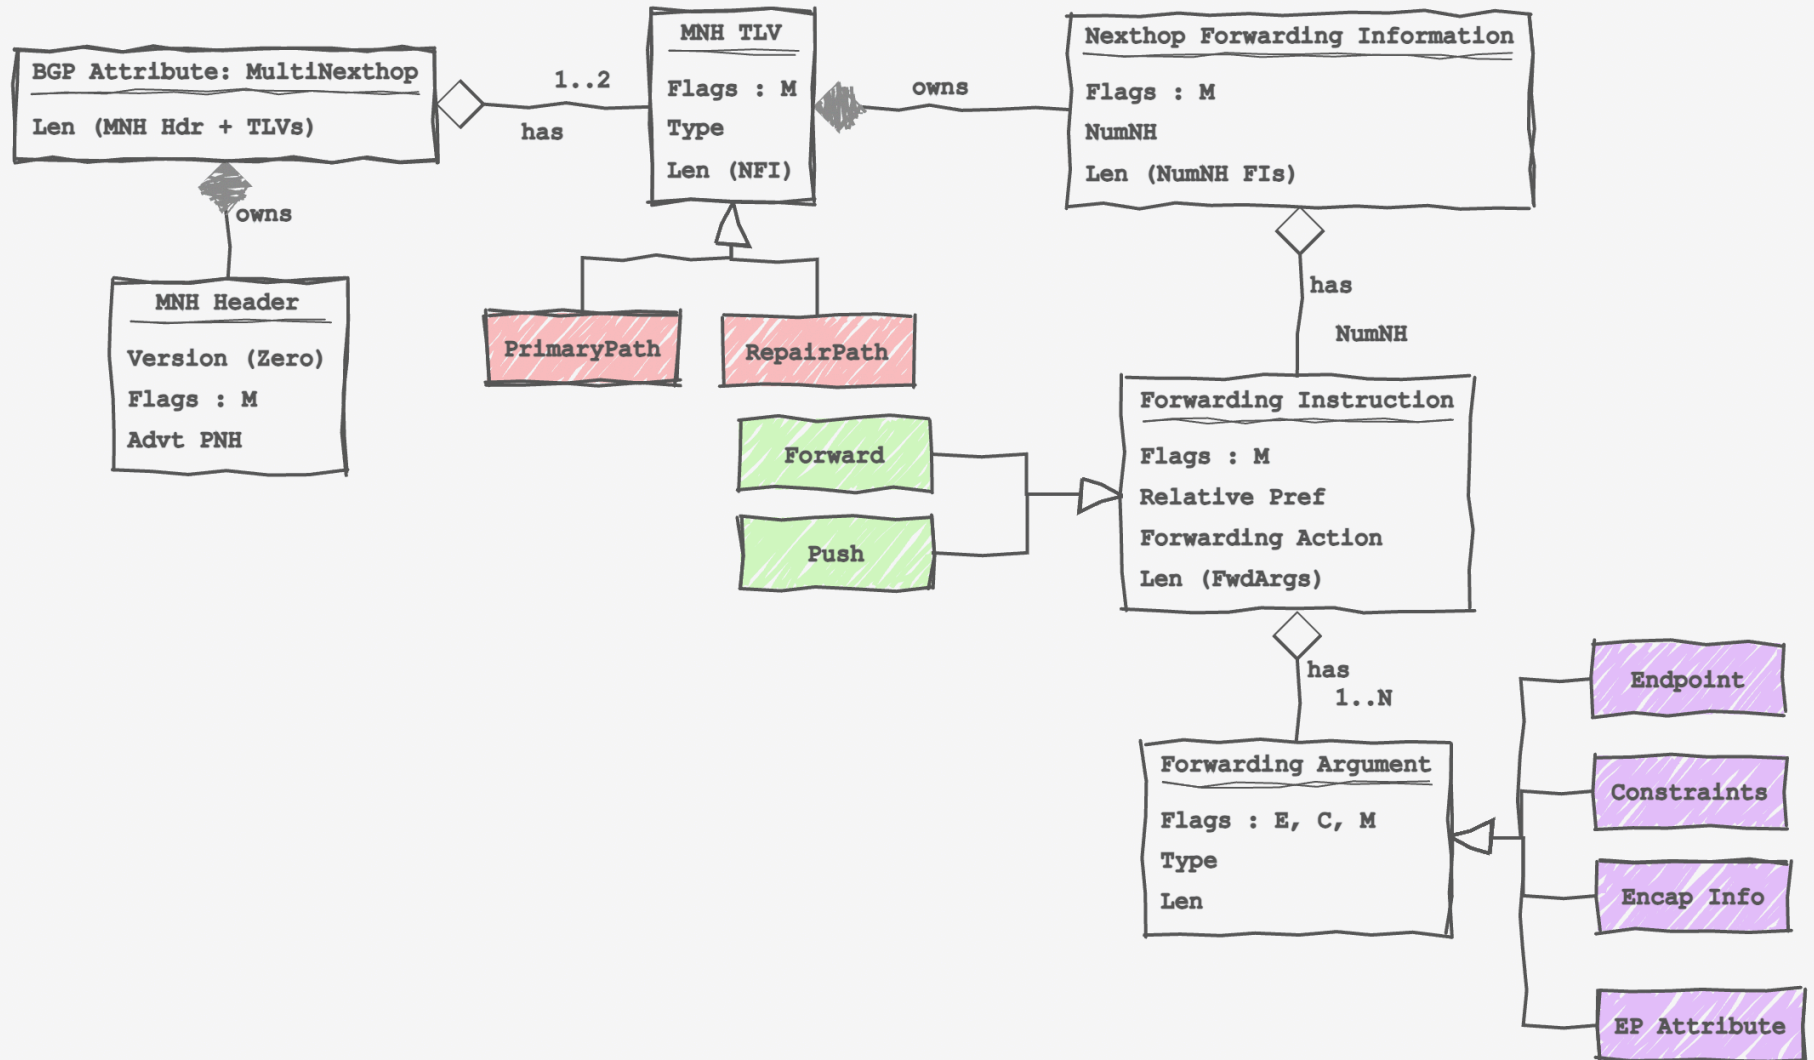 BGP Attribute: MultiNexthop
Len (MNH Hdr + TLVs)
1..2
has
MNH TLV
Flags : M
Type
Len (NFI)
owns
Nexthop Forwarding Information
Flags : M
NumNH
Len (NumNH FIs)
owns
MNH Header
Version (Zero)
Flags : M
Advt PNH
PrimaryPath
RepairPath
has
NumNH
Forward
Push
Forwarding Instruction
Flags : M
Relative Pref
Forwarding Action
Len (FwdArgs)
has
1..N
Forwarding Argument
Flags : E, C, M
Type
Len
Endpoint
Constraints
Encap Info
EP Attribute